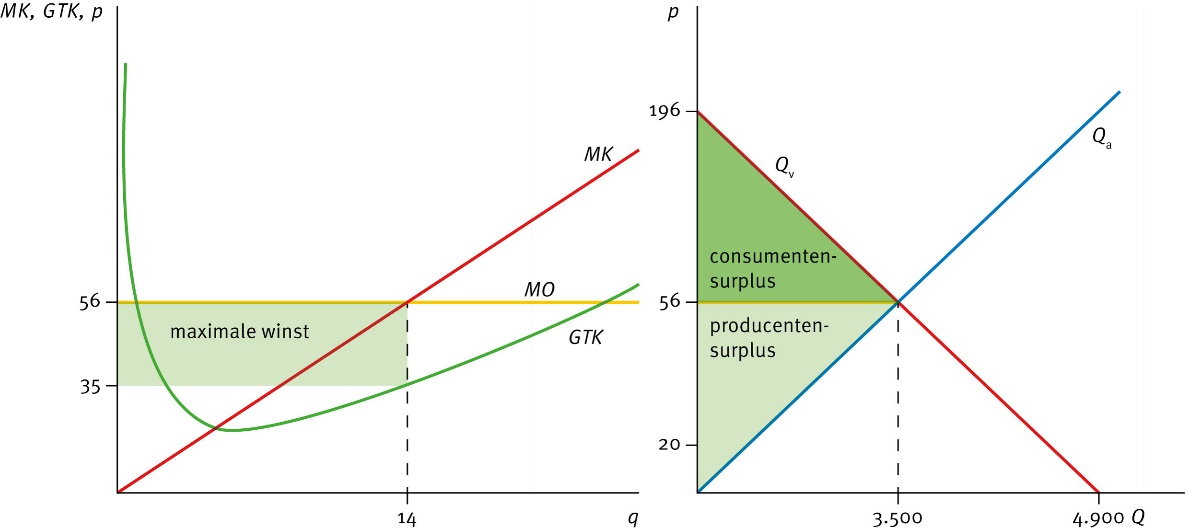 MK, GTK, p
MK
56
MO
maximale winst
GTK
35
14
q
p
196
Qv
Qa
consumenten-
surplus
56
producenten-
surplus
20
3.500
4.900 Q